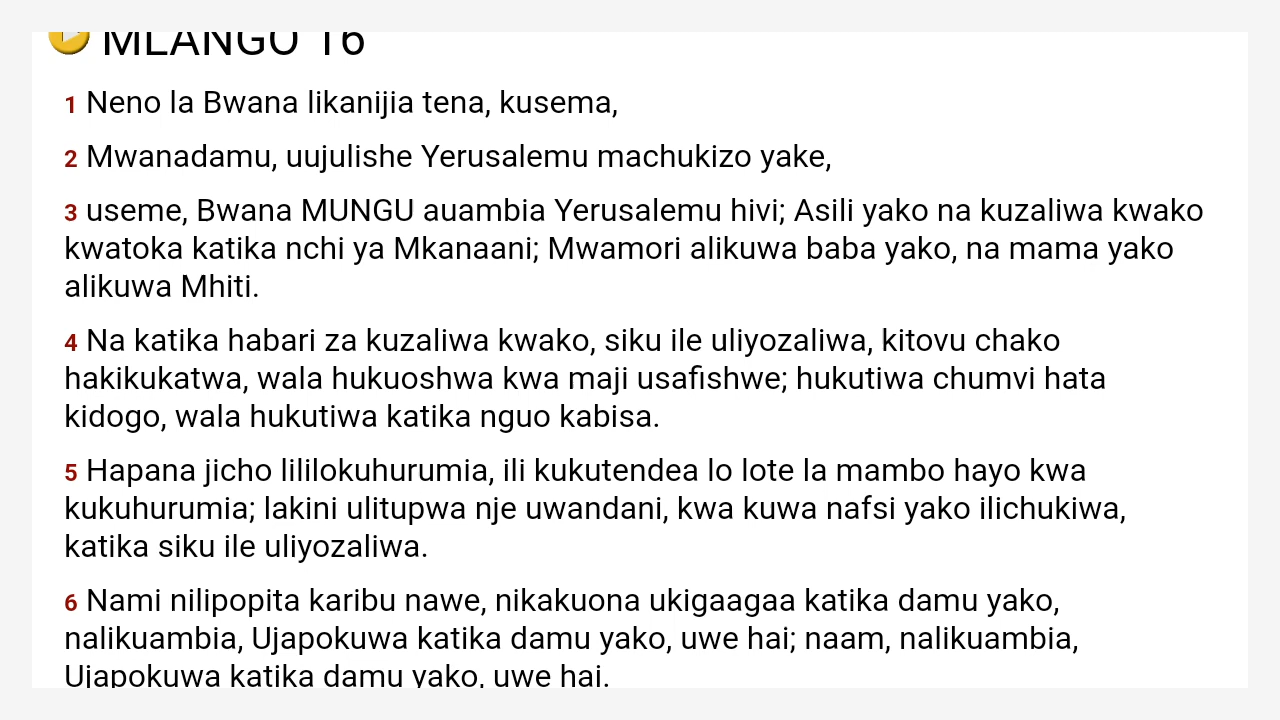 MLANGO 16
1 Neno la Bwana likanijia tena, kusema,
2 Mwanadamu, uujulishe Yerusalemu machukizo yake,
3 useme, Bwana MUNGU auambia Yerusalemu hivi; Asili yako na kuzaliwa kwako
kwatoka katika nchi ya Mkanaani; Mwamori alikuwa baba yako, na mama yako
alikuwa Mhiti.
4 Na katika habari za kuzaliwa kwako, siku ile uliyozaliwa, kitovu chako
hakikukatwa, wala hukuoshwa kwa maji usafishwe; hukutiwa chumvi hata
kidogo, wala hukutiwa katika nguo kabisa.
5 Hapana jicho lililokuhurumia, ili kukutendea lo lote la mambo hayo kwa
kukuhurumia; lakini ulitupwa nje uwandani, kwa kuwa nafsi yako ilichukiwa,
katika siku ile uliyozaliwa.
6 Nami nilipopita karibu nawe, nikakuona ukigaagaa katika damu yako,
nalikuambia, Ujapokuwa katika damu yako, uwe hai; naam, nalikuambia,
Ujapokuwa katika damu yako, uwe hai.